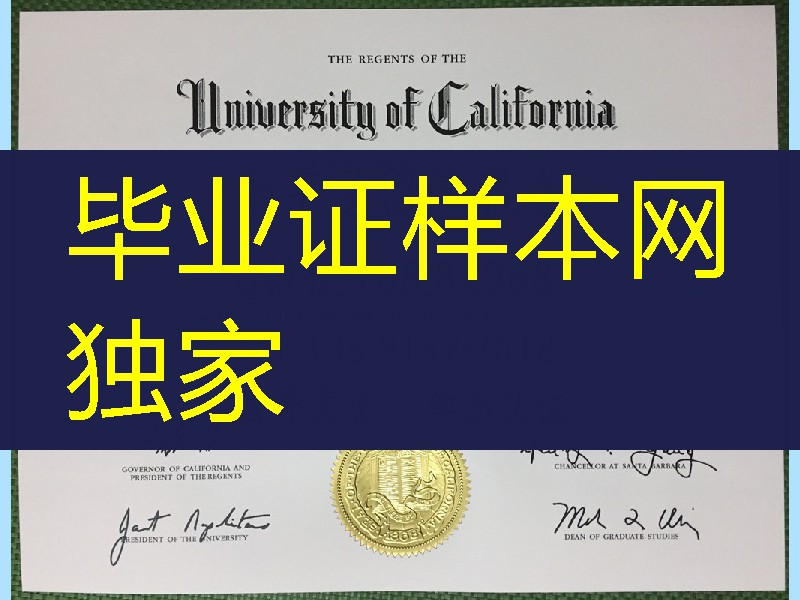 THE REGENTS OF THE
University of California
毕业证样本网
独家
GOVERNOR OF CALIFORNIA AND
PRESIDENT OF THE REGENTS
CHANCELLOR AT SANTA BARBARA
PRESIDENT OF THE UNIVERSITY
DEAN OF GRADUATE STUDIES